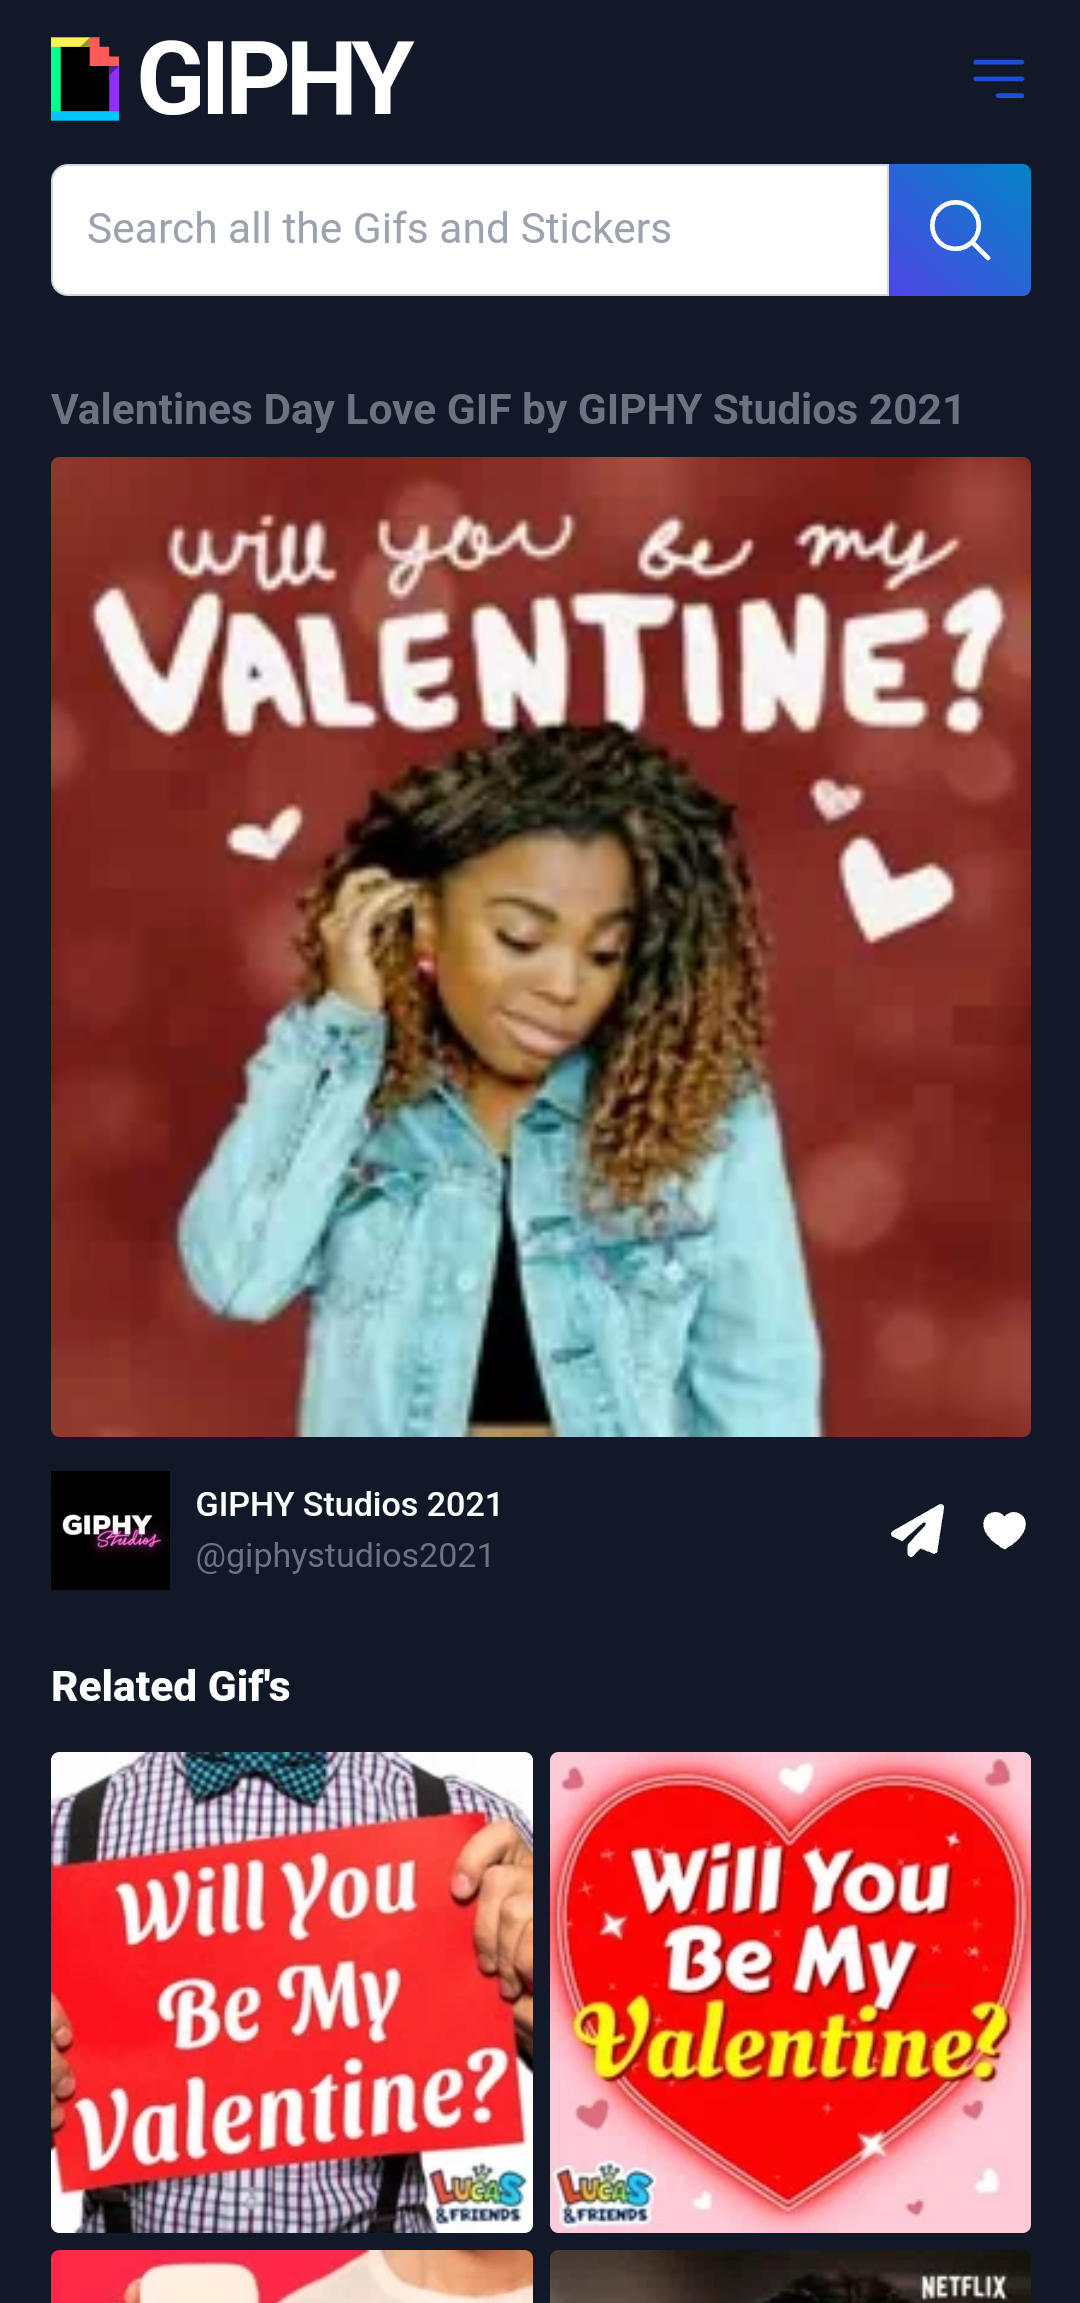 GIPHY
Search all the Gifs and Stickers
Valentines Day Love GIF by GIPHY Studios 2021
will you be my
VALENTINE?
GIPHY
Studios
GIPHY Studios 2021
@giphystudios2021
Related Gif's
Will You
Be My
Valentine?
LUCAS
& FRIENDS
Will You
Be My
Valentine?
LUCAS
& FRIENDS
NETFLIX